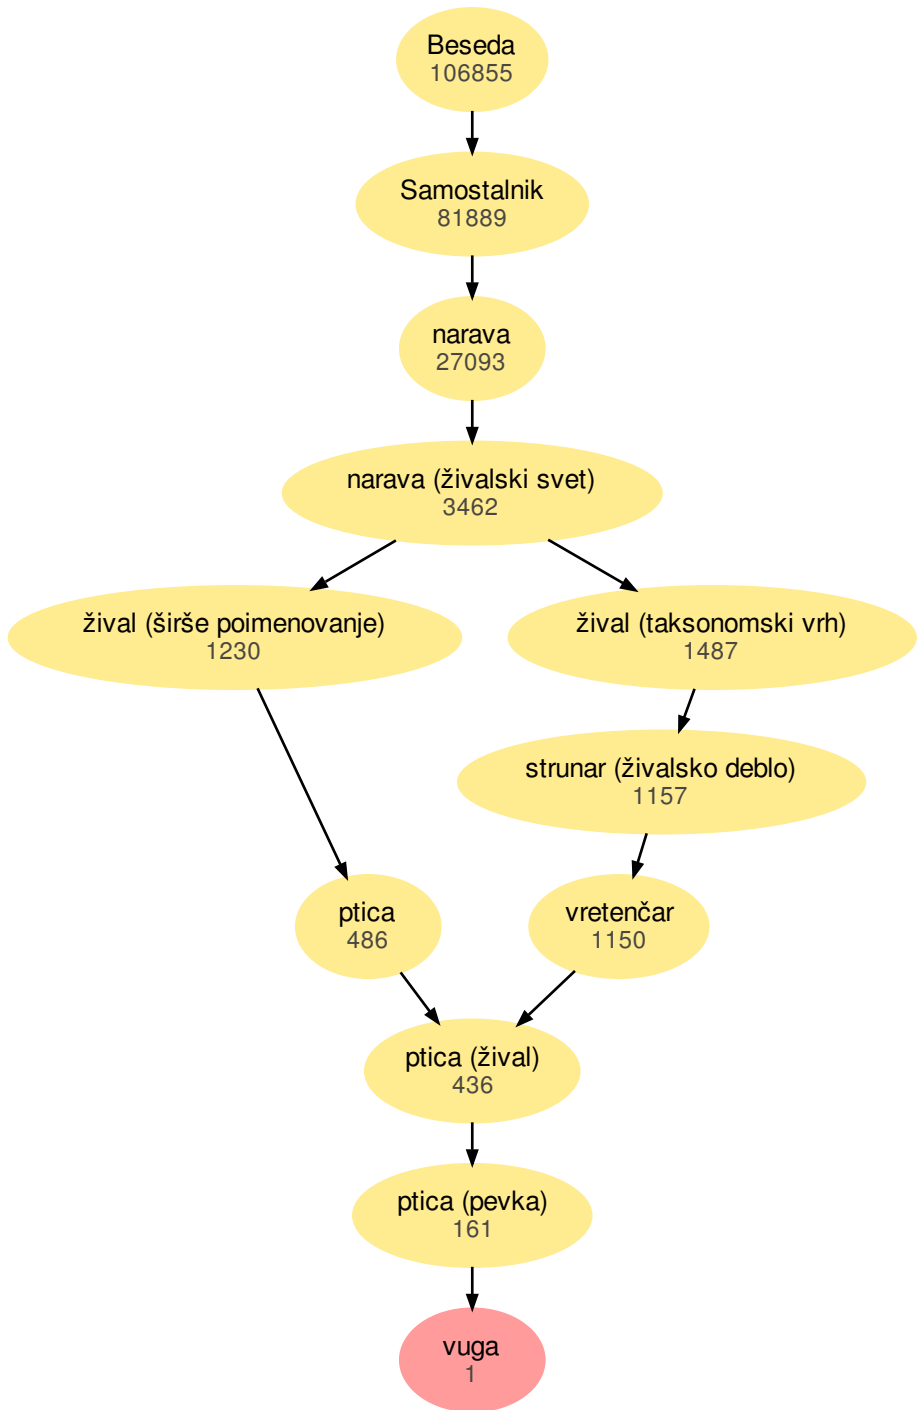 Beseda
106855
Samostalnik
81889
narava
27093
narava (živalski svet)
3462
žival (širše poimenovanje)
1230
žival (taksonomski vrh)
1487
strunar (živalsko deblo)
1157
ptica
486
vretenčar
1150
ptica (žival)
436
ptica (pevka)
161
vuga
1